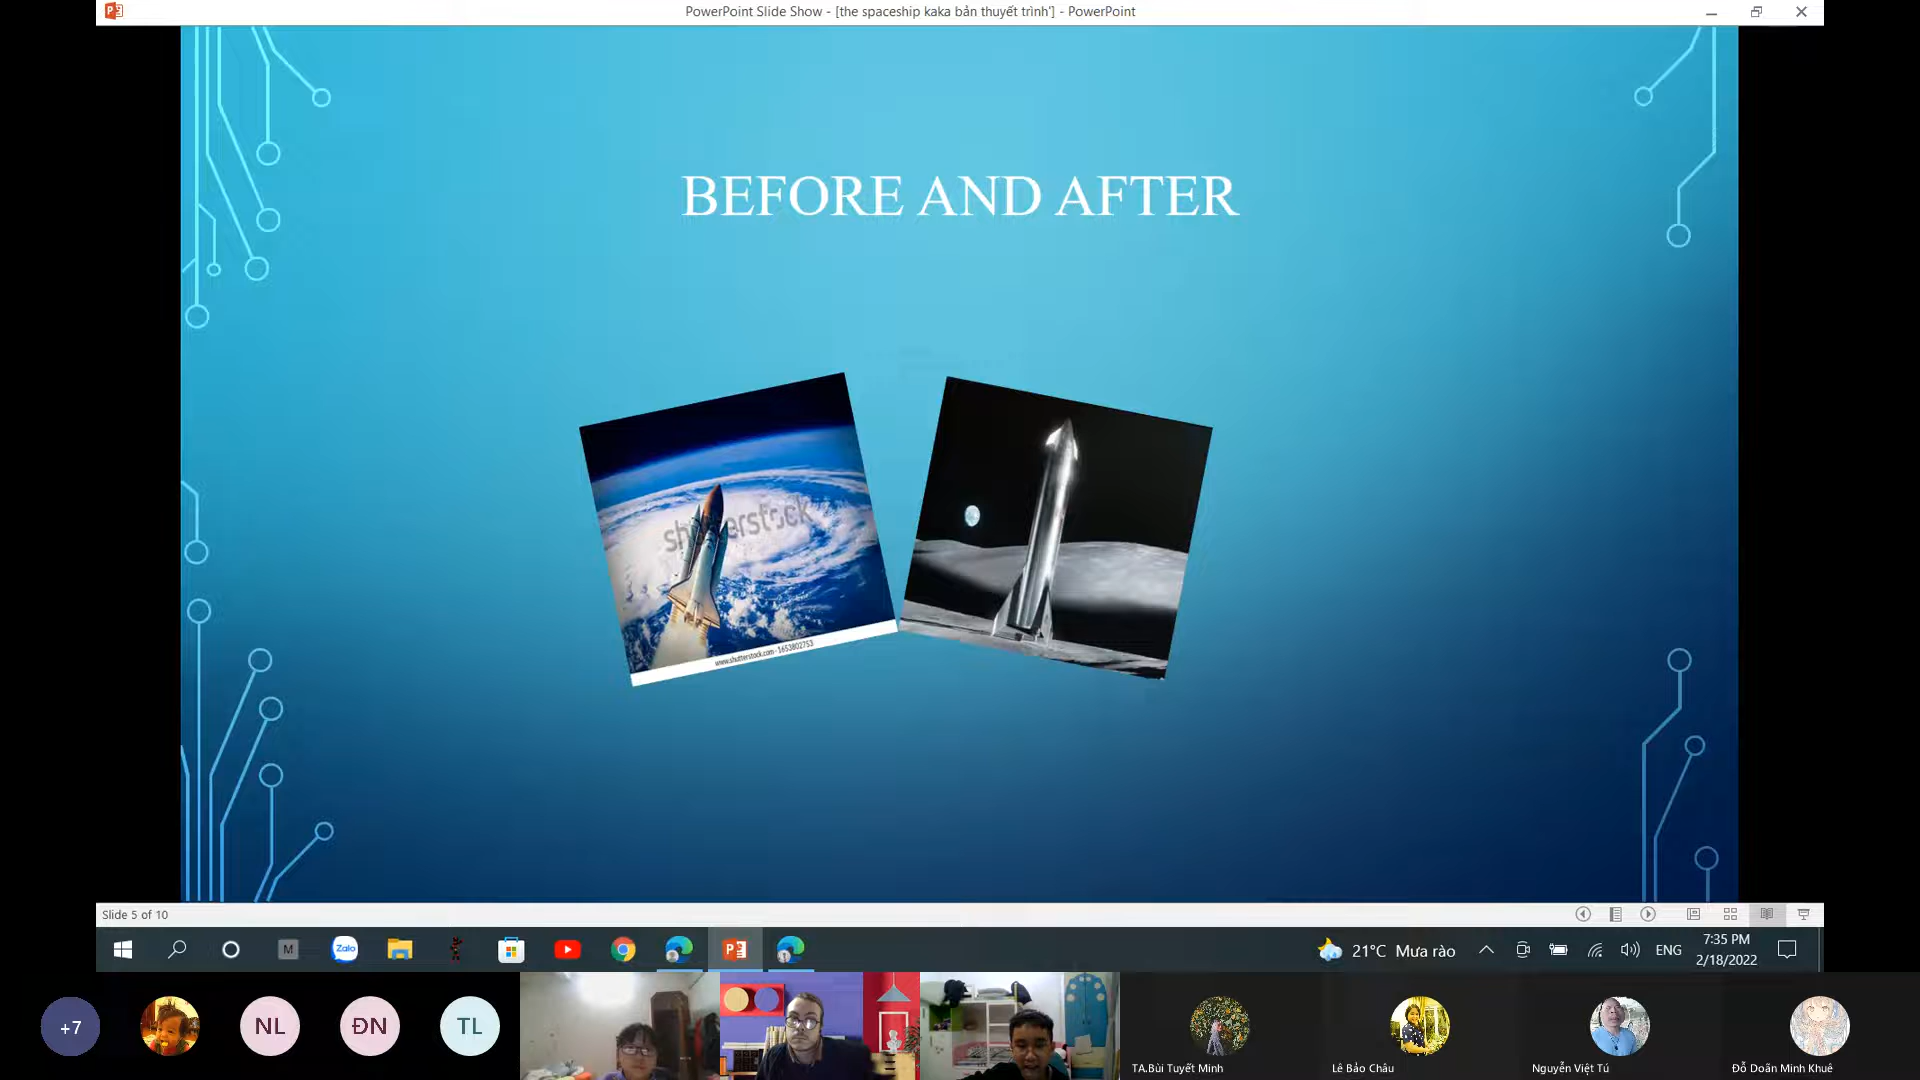 PowerPoint Slide Show - [the spaceship kaka bản thuyết trình'] - PowerPoint
BEFORE AND AFTER
shutterstock
www.shutterstock.com · 1653802753
Slide 5 of 10
M
Zalo
21°C Mưa rào
ENG
7:35 PM
2/18/2022
+7
NL
ĐN
TL
TA.Bùi Tuyết Minh
Lê Bảo Châu
Nguyễn Việt Tú
Đỗ Doãn Minh Khuê